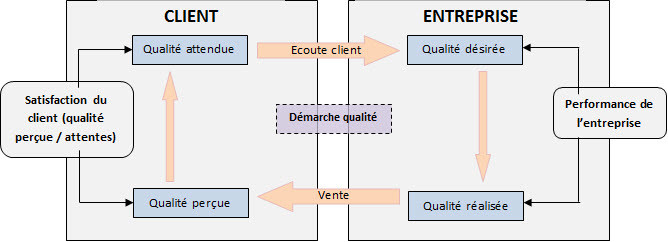 CLIENT
ENTREPRISE
Qualité attendue
Ecoute client
Qualité désirée
Satisfaction du
client (qualité
perçue / attentes)
Démarche qualité
Performance de
l’entreprise
Qualité perçue
Vente
Qualité réalisée